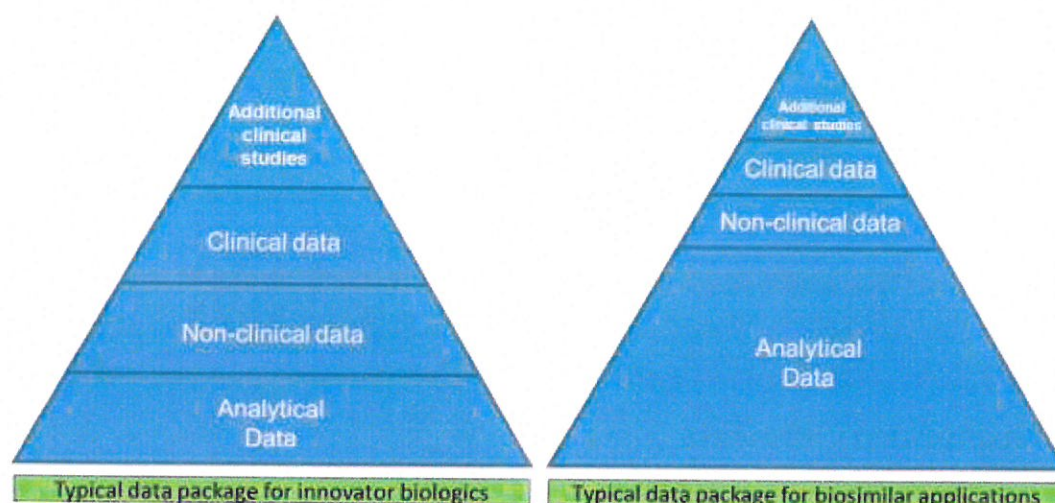 Additional
clinical
studies
Clinical data
Non-clinical data
Analytical
Data
Typical data package for innovator biologics
Additional
clinical studies
Clinical data
Non-clinical data
Analytical
Data
Typical data package for biosimilar applications